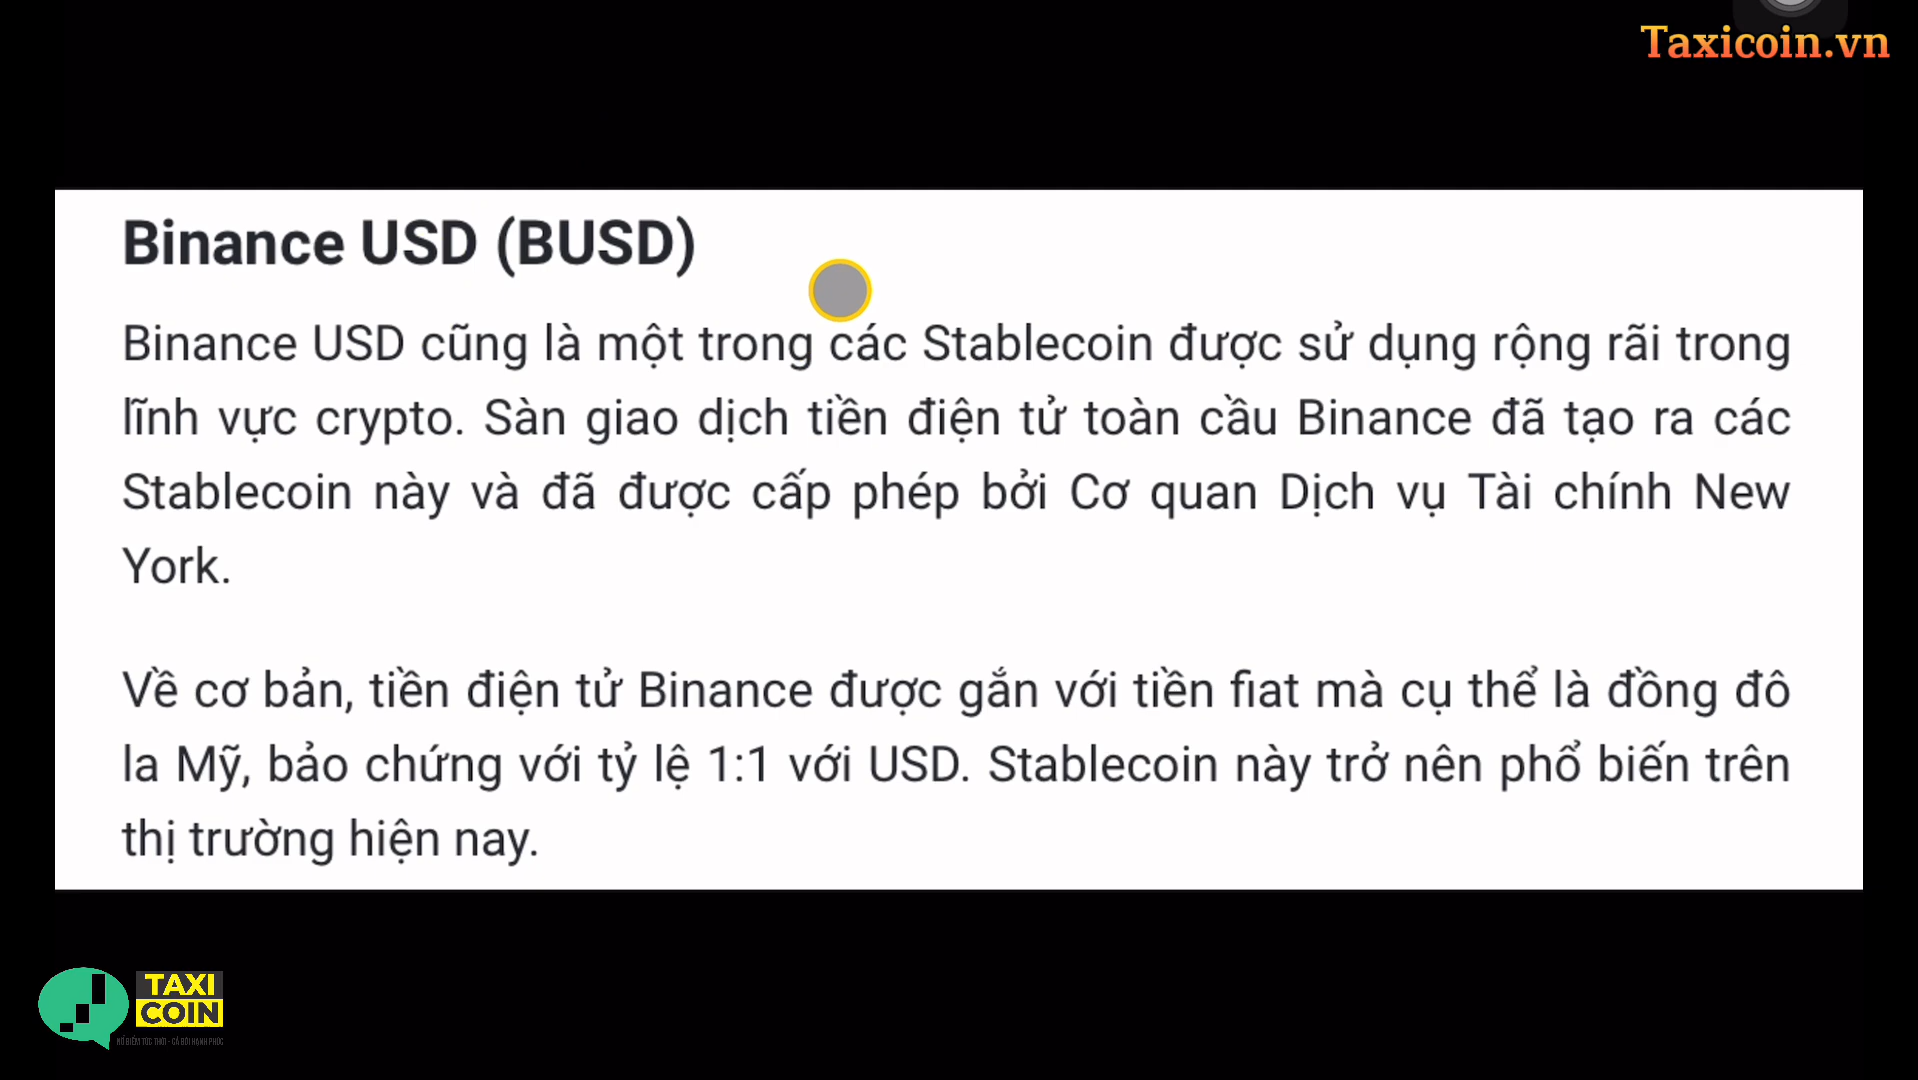 Taxicoin.vn
Binance USD (BUSD)
Binance USD cũng là một trong các Stablecoin được sử dụng rộng rãi trong
lĩnh vực crypto. Sàn giao dịch tiền điện tử toàn cầu Binance đã tạo ra các
Stablecoin này và đã được cấp phép bởi Cơ quan Dịch vụ Tài chính New
York.
Về cơ bản, tiền điện tử Binance được gắn với tiền fiat mà cụ thể là đồng đô
la Mỹ, bảo chứng với tỷ lệ 1:1 với USD. Stablecoin này trở nên phổ biến trên
thị trường hiện nay.
TAXI
COIN